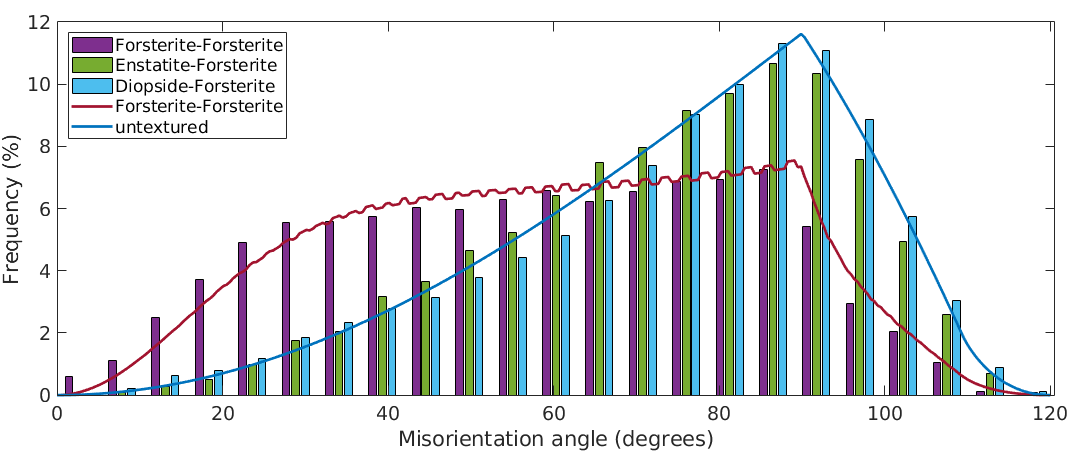 12
10
8
6
4
2
0
Frequency (%)
Forsterite-Forsterite
Enstatite-Forsterite
Diopside-Forsterite
Forsterite-Forsterite
untextured
0 20 40 60 80 100 120
Misorientation angle (degrees)